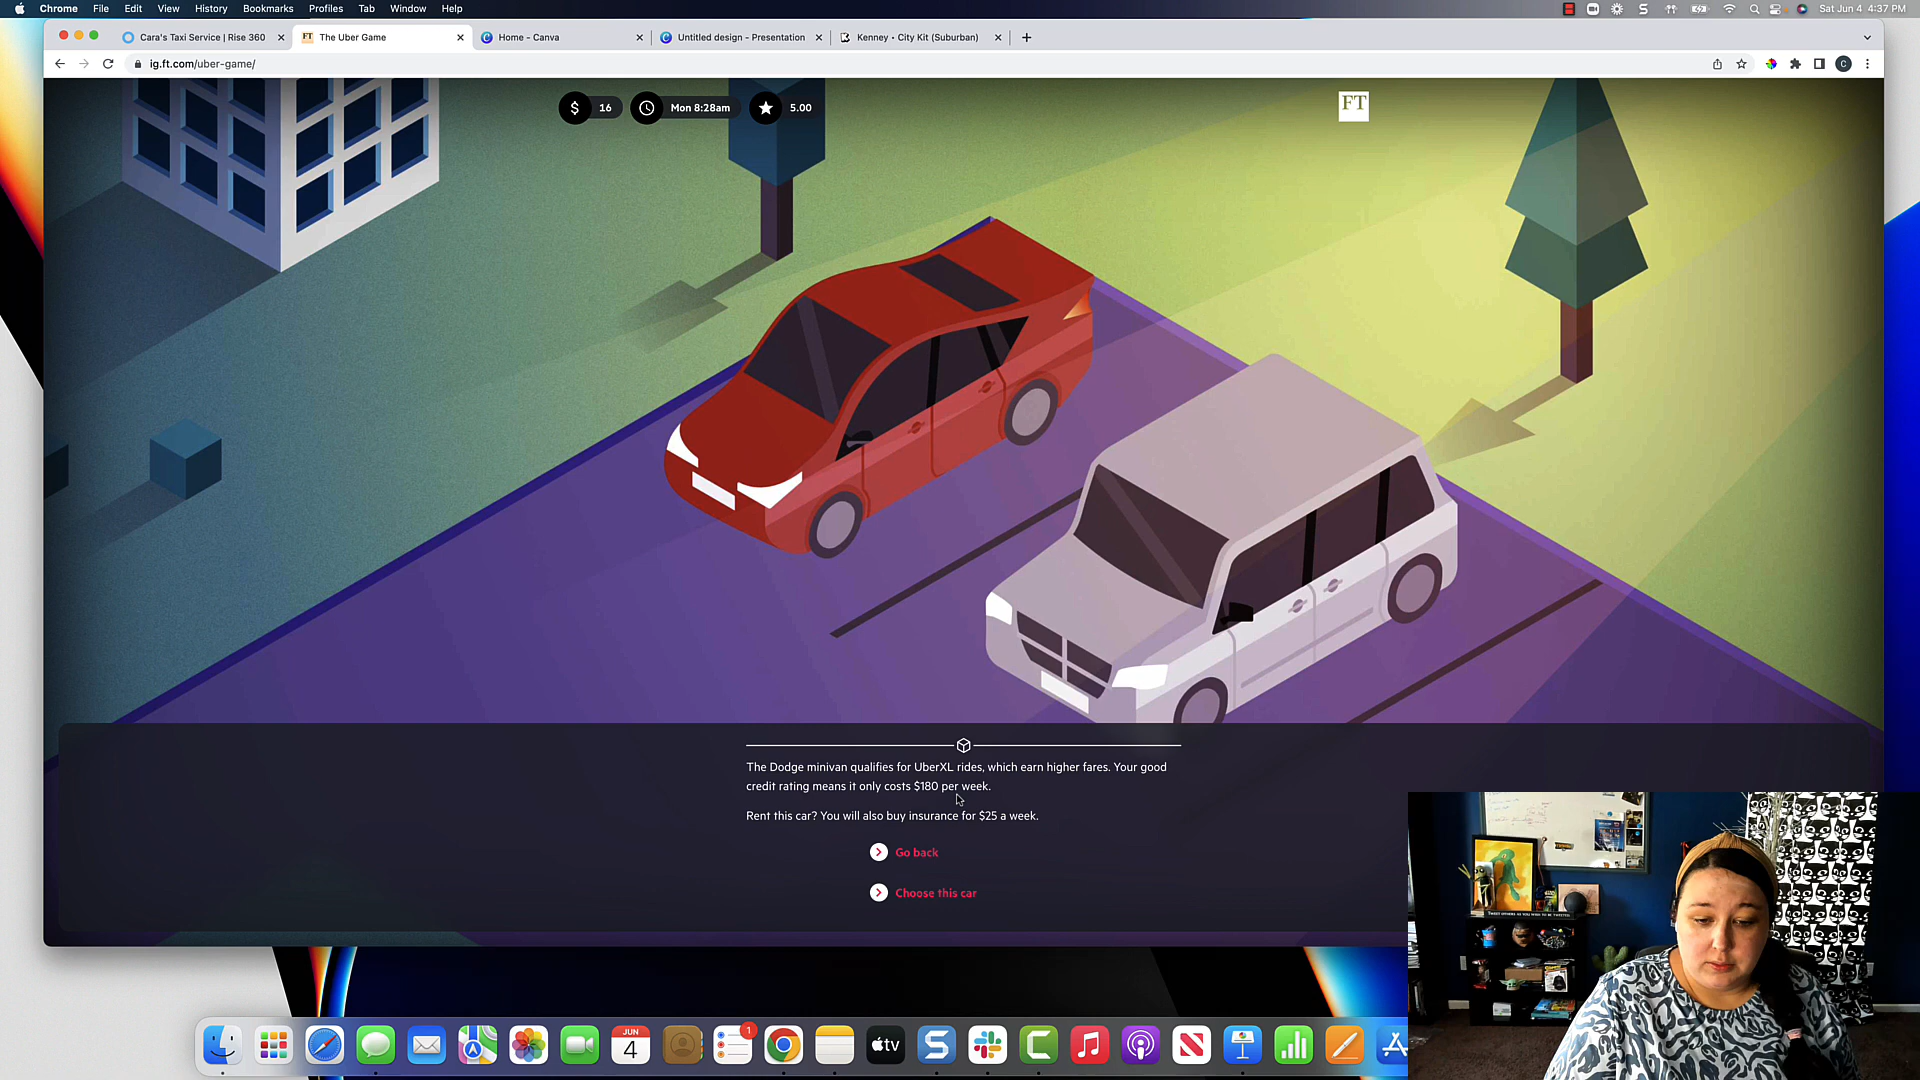 Chrome File Edit View History Bookmarks Profiles Tab Window Help Sat Jun 4 4:37 PM
Cara's Taxi Service | Rise 360 FT The Uber Game Home - Canva Untitled design - Presentation Kenney • City Kit (Suburban)
ig.ft.com/uber-game/ C
$ 16 Mon 8:28am 5.00 FT
The Dodge minivan qualifies for UberXL rides, which earn higher fares. Your good
credit rating means it only costs $180 per week.
Rent this car? You will also buy insurance for $25 a week.
Go back
Choose this car
JUN
4
1
tv